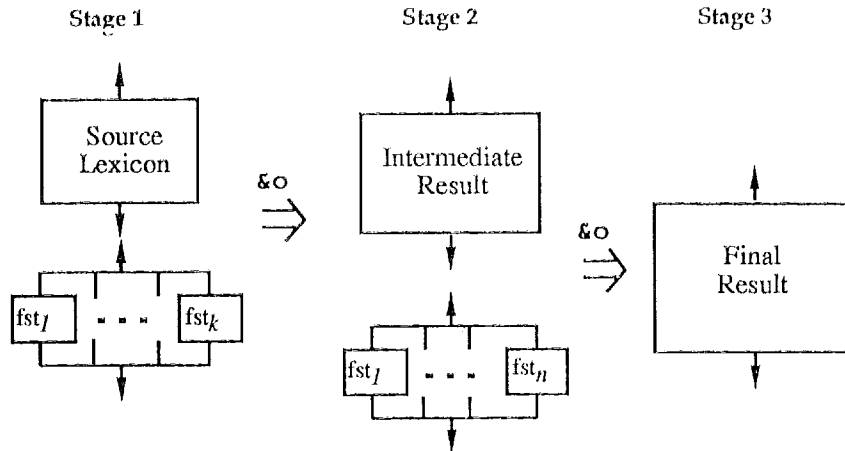 Stage 1
Stage 2
Stage 3
Source
Lexicon
&o
Intermediate
Result
&o
Final
Result
fst1
fstk
fst1
fstn